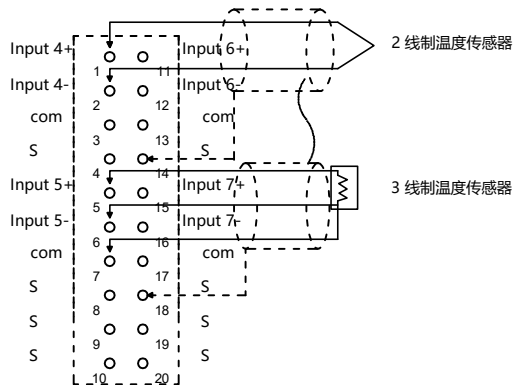 Input 4+ Input 6+ 2 线制温度传感器
1 11
Input 4- Input 6-
2 12
com com
3 13
S S
4 14
Input 5+ Input 7+ 3 线制温度传感器
5 15
Input 5- Input 7-
6 16
com com
7 17
S S
8 18
S S
9 19
S S
10 20